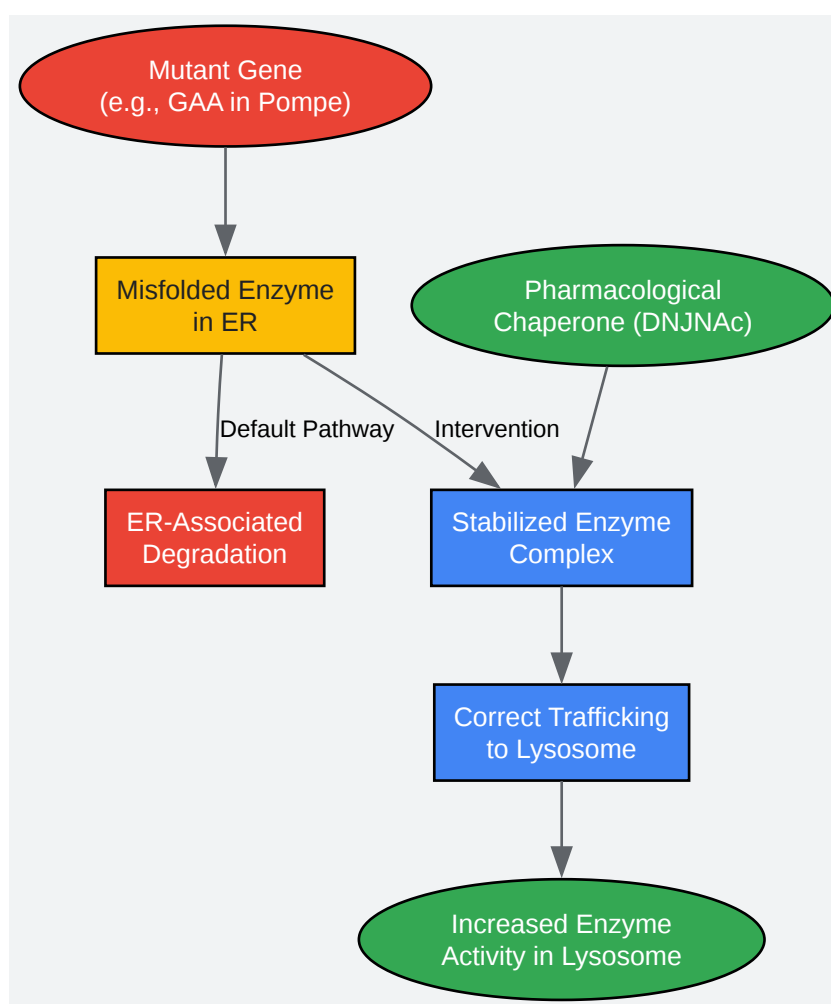 Mutant Gene
(e.g., GAA in Pompe)
Misfolded Enzyme
in ER
Pharmacological
Chaperone (DNJNAc)
Default Pathway
Intervention
ER-Associated
Degradation
Stabilized Enzyme
Complex
Correct Trafficking
to Lysosome
Increased Enzyme
Activity in Lysosome